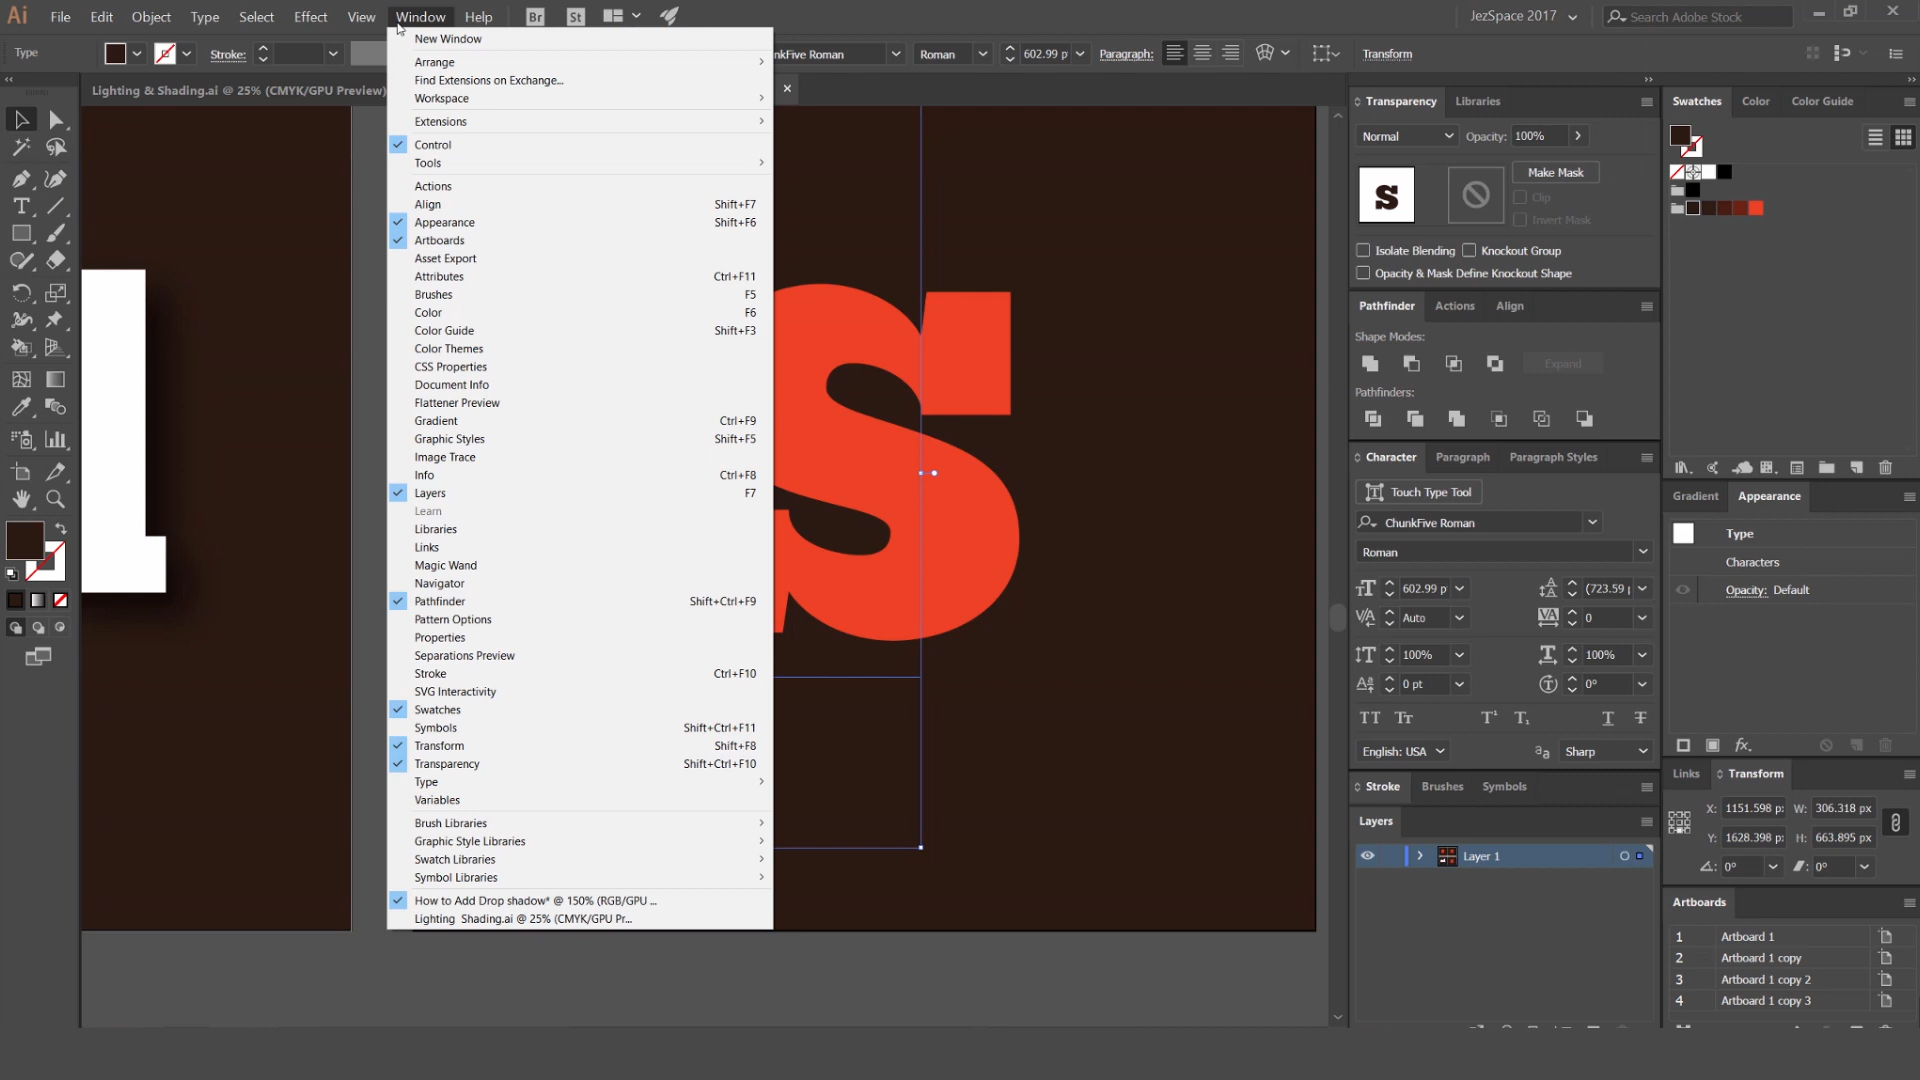 Ai File Edit Object Type Select Effect View Window Help Br St JezSpace 2017 Search Adobe Stock
Type Stroke: nkFive Roman Roman 602.99 p Paragraph: Transform
Lighting & Shading.ai @ 25% (CMYK/GPU Preview)
New Window
Arrange
Find Extensions on Exchange...
Workspace
Extensions
Control
Tools
Actions
Align Shift+F7
Appearance Shift+F6
Artboards
Asset Export
Attributes Ctrl+F11
Brushes F5
Color F6
Color Guide Shift+F3
Color Themes
CSS Properties
Document Info
Flattener Preview
Gradient Ctrl+F9
Graphic Styles Shift+F5
Image Trace
Info Ctrl+F8
Layers F7
Learn
Libraries
Links
Magic Wand
Navigator
Pathfinder Shift+Ctrl+F9
Pattern Options
Properties
Separations Preview
Stroke Ctrl+F10
SVG Interactivity
Swatches
Symbols Shift+Ctrl+F11
Transform Shift+F8
Transparency Shift+Ctrl+F10
Type
Variables
Brush Libraries
Graphic Style Libraries
Swatch Libraries
Symbol Libraries
How to Add Drop shadow* @ 150% (RGB/GPU ...
Lighting Shading.ai @ 25% (CMYK/GPU Pr...
s
Transparency Libraries
Normal Opacity: 100%
s
Make Mask
Clip
Invert Mask
Isolate Blending Knockout Group
Opacity & Mask Define Knockout Shape
Pathfinder Actions Align
Shape Modes:
Expand
Pathfinders:
Character Paragraph Paragraph Styles
Touch Type Tool
ChunkFive Roman
Roman
602.99 p (723.59
Auto 0
100% 100%
0 pt 0°
English: USA Sharp
Stroke Brushes Symbols
Layers
Layer 1
Swatches Color Color Guide
Gradient Appearance
Type
Characters
Opacity: Default
Links Transform
X: 1151.598 px W: 306.318 px
Y: 1628.398 px H: 663.895 px
0° 0°
Artboards
1 Artboard 1
2 Artboard 1 copy
3 Artboard 1 copy 2
4 Artboard 1 copy 3